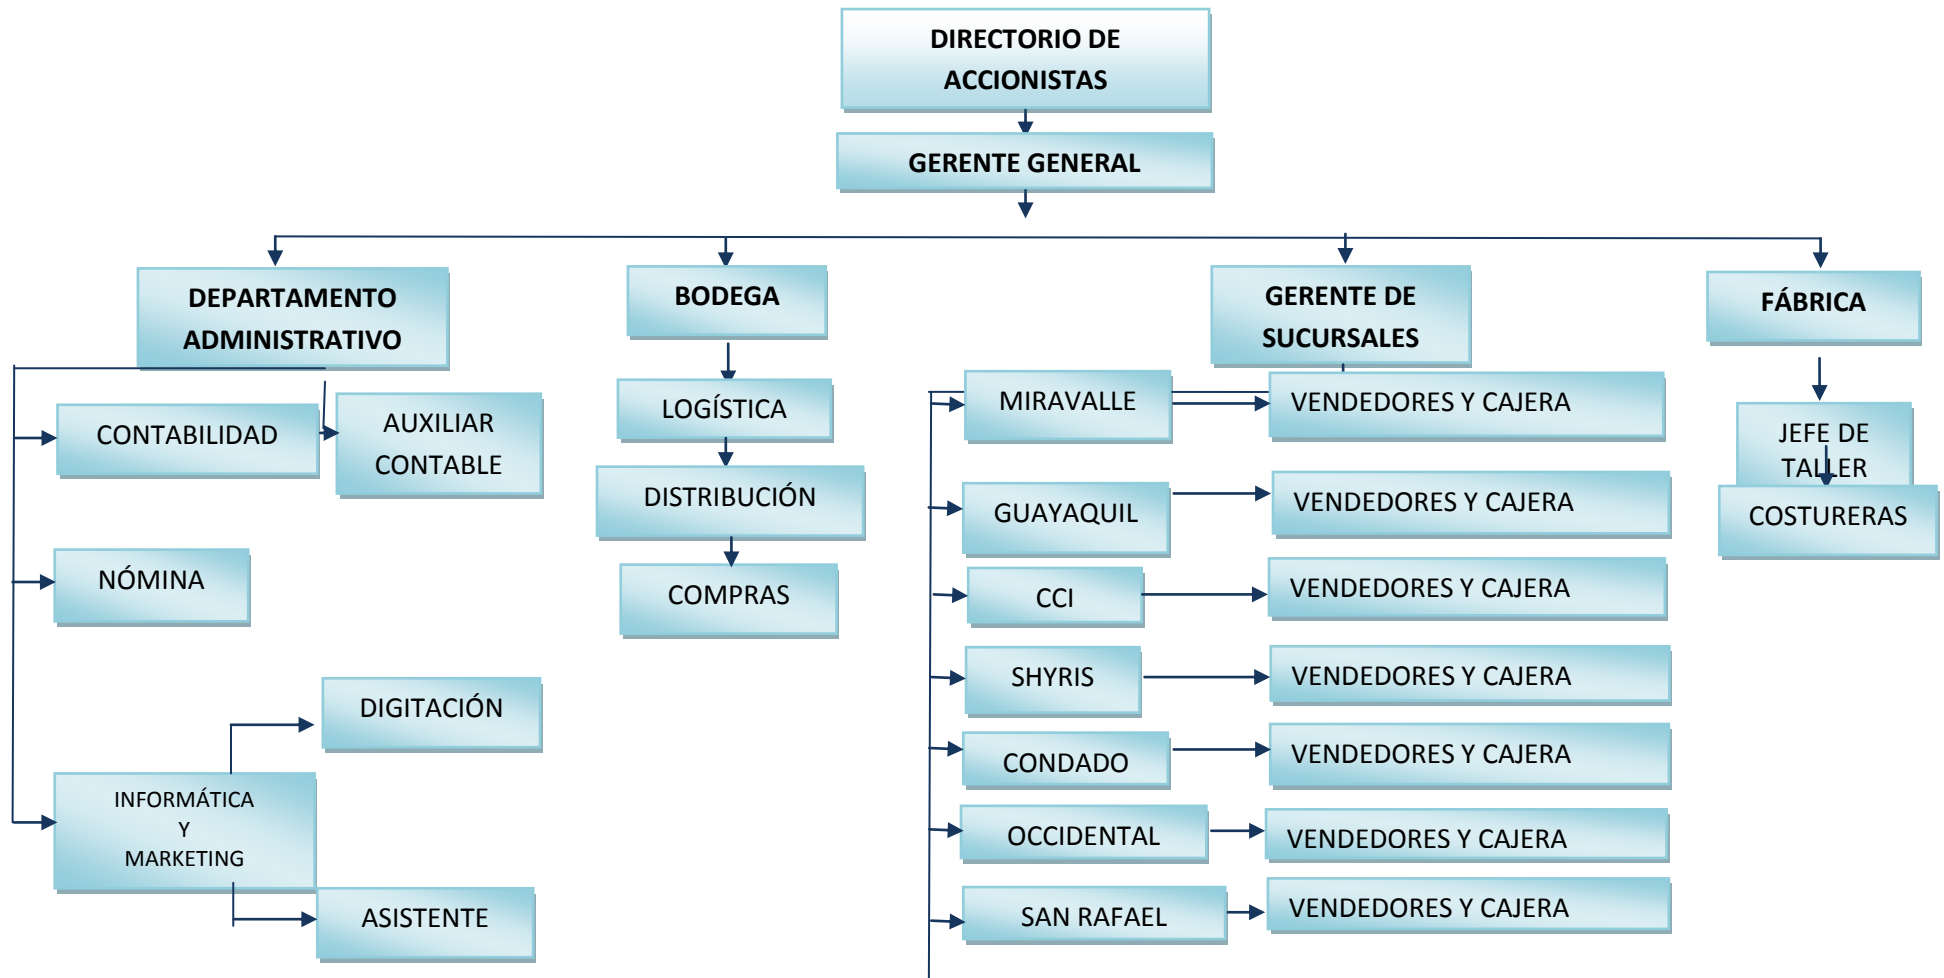 DIRECTORIO DE
ACCIONISTAS
GERENTE GENERAL
DEPARTAMENTO
ADMINISTRATIVO
BODEGA
GERENTE DE
SUCURSALES
FÁBRICA
CONTABILIDAD
AUXILIAR
CONTABLE
NÓMINA
DIGITACIÓN
INFORMÁTICA
Y
MARKETING
ASISTENTE
LOGÍSTICA
DISTRIBUCIÓN
COMPRAS
MIRAVALLE
VENDEDORES Y CAJERA
GUAYAQUIL
VENDEDORES Y CAJERA
CCI
VENDEDORES Y CAJERA
SHYRIS
VENDEDORES Y CAJERA
CONDADO
VENDEDORES Y CAJERA
OCCIDENTAL
VENDEDORES Y CAJERA
SAN RAFAEL
VENDEDORES Y CAJERA
JEFE DE
TALLER
COSTURERAS